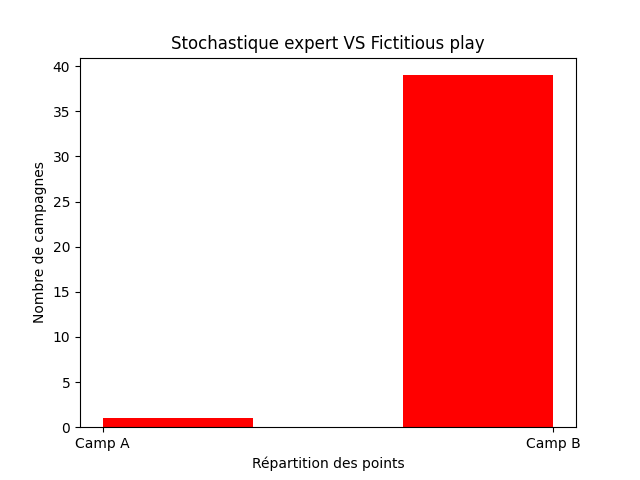 Stochastique expert VS Fictitious play
40
35
30
25
20
15
10
5
0
Nombre de campagnes
Camp A
Camp B
Répartition des points